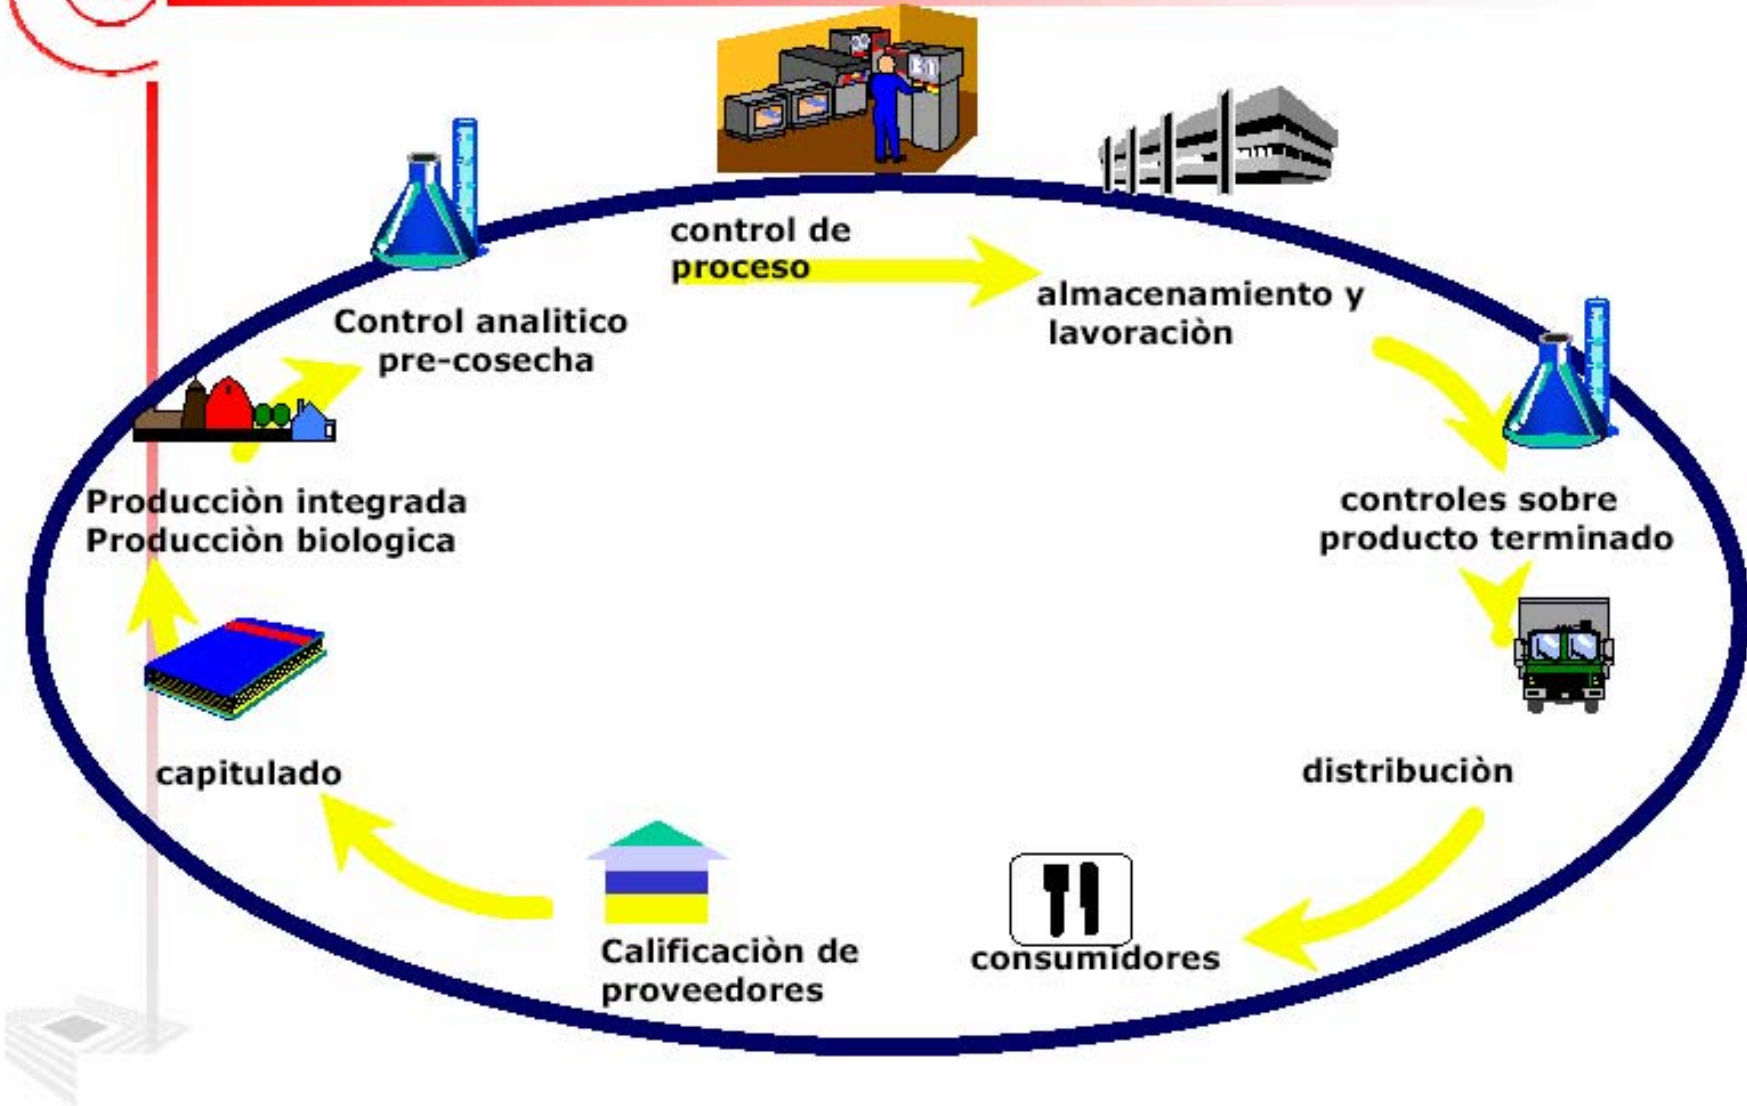 control de
proceso
almacenamiento y
lavoraciòn
Control analitico
pre-cosecha
Producciòn integrada
Producciòn biologica
controles sobre
producto terminado
capitulado
distribuciòn
Calificaciòn de
proveedores
consumidores